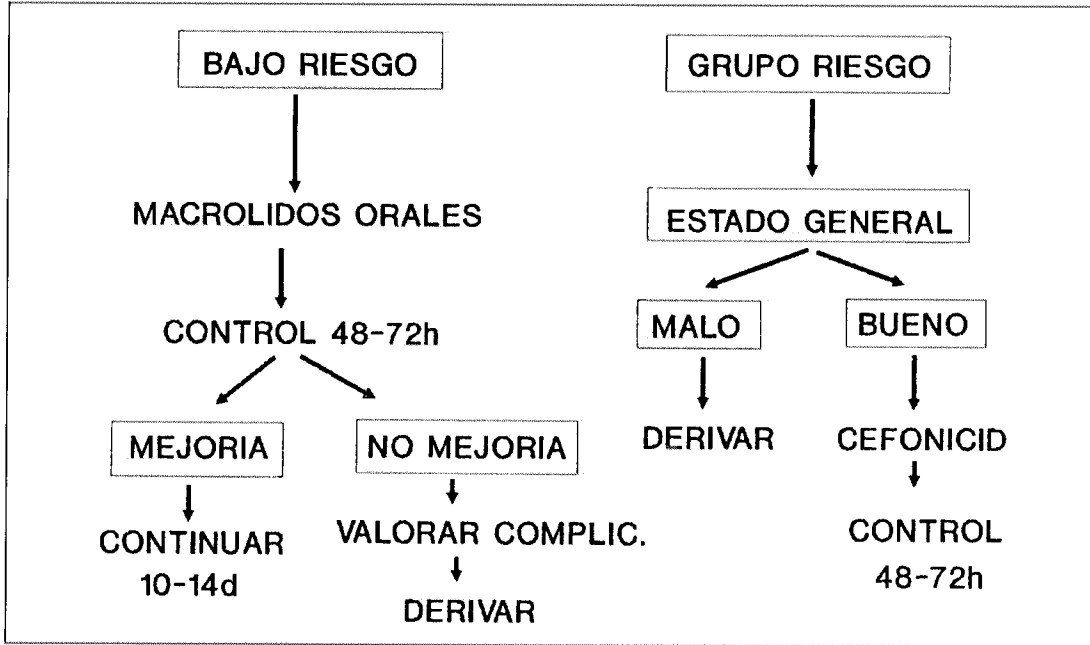 BAJO RIESGO
MACROLIDOS ORALES
CONTROL 48-72h
MEJORIA
NO MEJORIA
CONTINUAR
10-14d
VALORAR COMPLIC.
DERIVAR
GRUPO RIESGO
ESTADO GENERAL
MALO
BUENO
DERIVAR
CEFONICID
CONTROL
48-72h